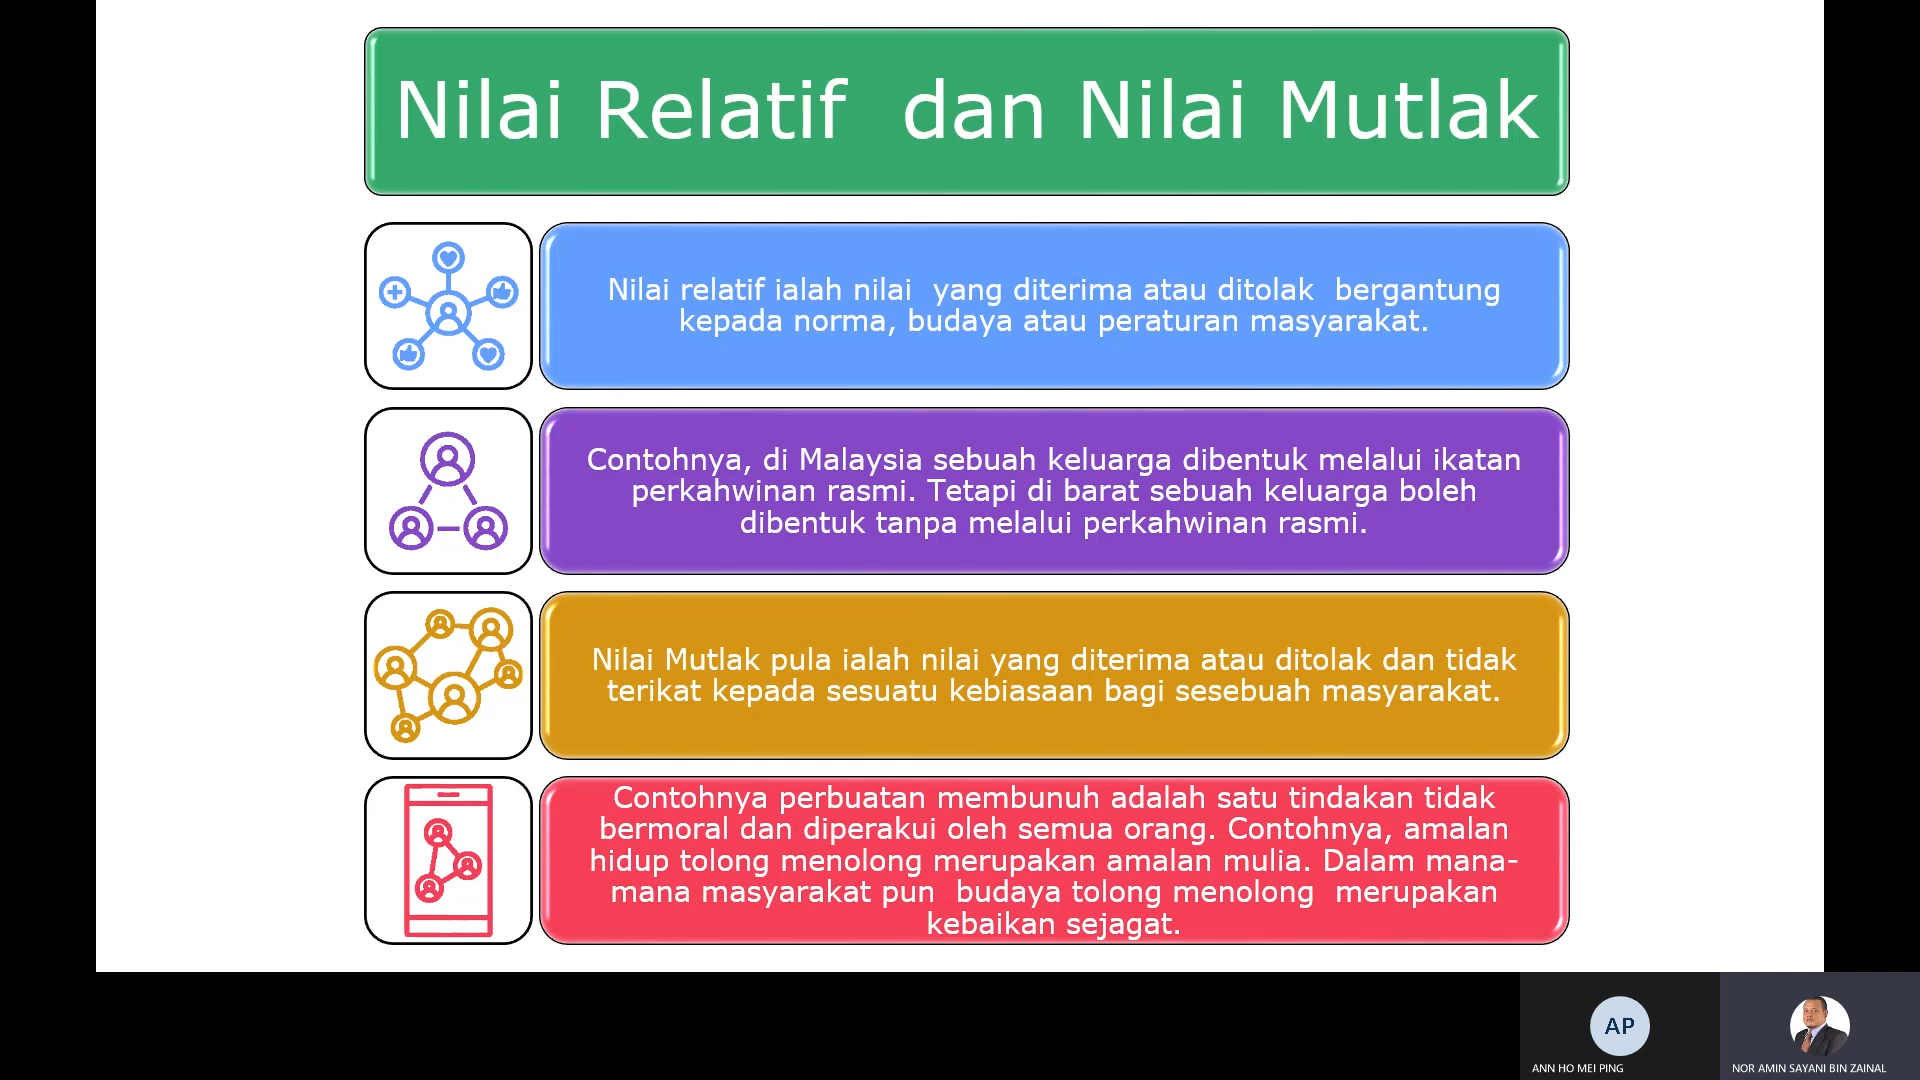 Nilai Relatif  dan Nilai Mutlak
Nilai relatif ialah nilai  yang diterima atau ditolak  bergantung
kepada norma, budaya atau peraturan masyarakat.
Contohnya, di Malaysia sebuah keluarga dibentuk melalui ikatan
perkahwinan rasmi. Tetapi di barat sebuah keluarga boleh
dibentuk tanpa melalui perkahwinan rasmi.
Nilai Mutlak pula ialah nilai yang diterima atau ditolak dan tidak
terikat kepada sesuatu kebiasaan bagi sesebuah masyarakat.
Contohnya perbuatan membunuh adalah satu tindakan tidak
bermoral dan diperakui oleh semua orang. Contohnya, amalan
hidup tolong menolong merupakan amalan mulia. Dalam mana-
mana masyarakat pun  budaya tolong menolong  merupakan
kebaikan sejagat.
AP
ANN HO MEI PING
NOR AMIN SAYANI BIN ZAINAL